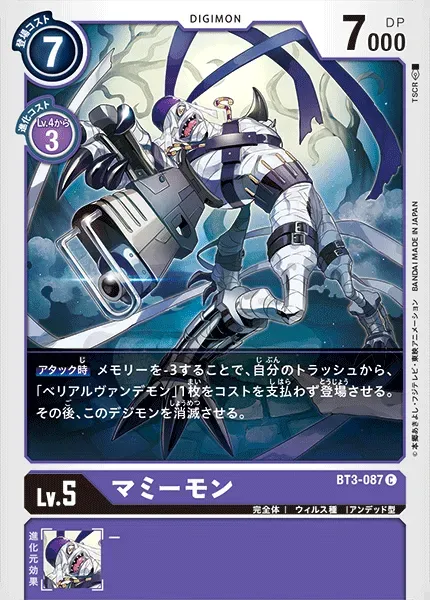 DIGIMON
登場コスト
7
7000
DP
進化コスト
Lv.4から
3
TSCR
©本郷あきよし・フジテレビ・東映アニメーション BANDAI MADE IN JAPAN
アタック時 メモリーを-3することで、自分のトラッシュから、
「ベリアルヴァンデモン」1枚をコストを支払わず登場させる。
その後、このデジモンを消滅させる。
BT3-087 C
Lv.5
マミーモン
完全体 | ウィルス種 | アンデッド型
進化元効果
ー